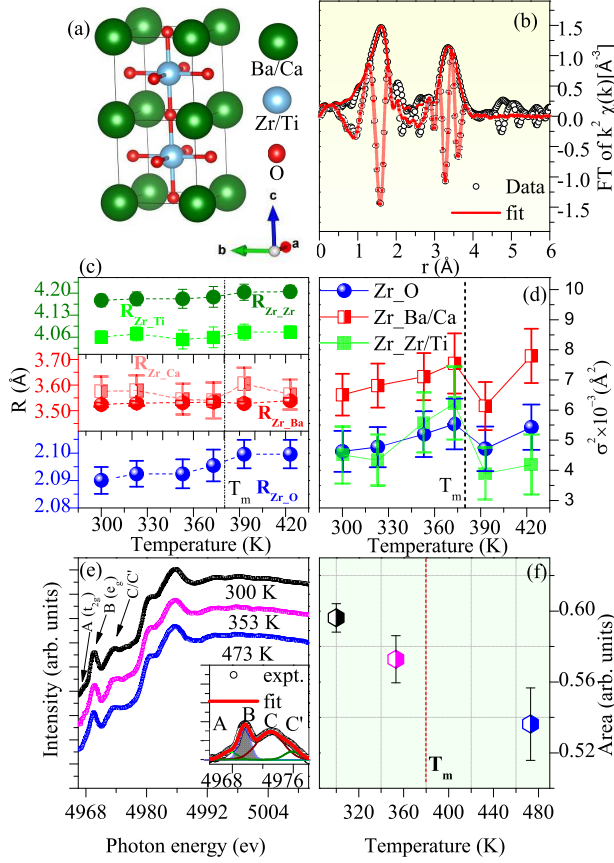 (a)
Ba/Ca
Zr/Ti
O
c
b
a
(b)
1.5
1.0
0.5
0.0
-0.5
-1.0
-1.5
FT of k² χ(k)[Å⁻³]
Data
fit
0 1 2 3 4 5 6
r (Å)
(c)
4.20
4.13
4.06
R_Zr_Zr
R_Zr_Ti
3.70
3.60
3.50
R_Zr_Ca
R_Zr_Ba
2.10
2.09
2.08
R_Zr_O
R (Å)
T_m
300 330 360 390 420
Temperature (K)
(d)
Zr_O
Zr_Ba/Ca
Zr_Zr/Ti
10
9
8
7
6
5
4
3
σ²×10⁻³ (Å²)
T_m
300 330 360 390 420
Temperature (K)
(e)
A (t₂g)
B (e_g)
C/C'
300 K
353 K
473 K
expt.
fit
A B C C'
4968 4976
Intensity (arb. units)
4968 4980 4992 5004
Photon energy (ev)
(f)
0.60
0.56
0.52
Area (arb. units)
T_m
320 360 400 440 480
Temperature (K)